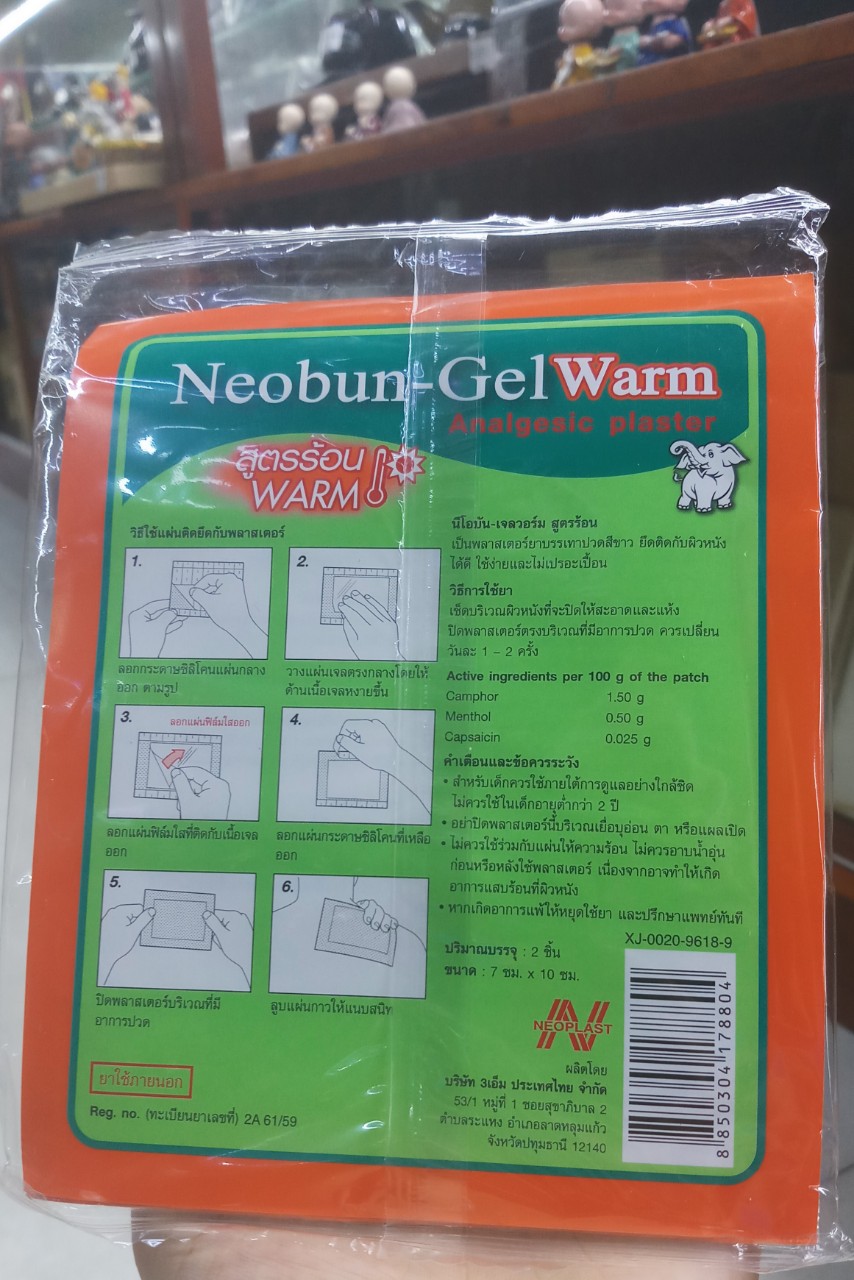 Neobun-Gel Warm
Analgesic plaster
สูตรร้อน
WARM
วิธีใช้แผ่นติดยึดกับพลาสเตอร์
1.
ลอกกระดาษซิลิโคนแผ่นกลาง
ออก ตามรูป
2.
วางแผ่นเจลตรงกลางโดยให้
ด้านเนื้อเจลหงายขึ้น
3.
ลอกแผ่นฟิล์มใสออก
ลอกแผ่นฟิล์มใสที่ติดกับเนื้อเจล
ออก
4.
ลอกแผ่นกระดาษซิลิโคนที่เหลือ
ออก
5.
ปิดพลาสเตอร์บริเวณที่มี
อาการปวด
6.
ลูบแผ่นกาวให้แนบสนิท
ยาใช้ภายนอก
Reg. no. (ทะเบียนยาเลขที่) 2A 61/59
นีโอบัน-เจลวอร์ม สูตรร้อน
เป็นพลาสเตอร์ยาบรรเทาปวดสีขาว ยึดติดกับผิวหนัง
ได้ดี ใช้ง่ายและไม่เปรอะเปื้อน
วิธีการใช้ยา
เช็ดบริเวณผิวหนังที่จะปิดให้สะอาดและแห้ง
ปิดพลาสเตอร์ตรงบริเวณที่มีอาการปวด ควรเปลี่ยน
วันละ 1 – 2 ครั้ง
Active ingredients per 100 g of the patch
Camphor 1.50 g
Menthol 0.50 g
Capsaicin 0.025 g
คำเตือนและข้อควรระวัง
• สำหรับเด็กควรใช้ภายใต้การดูแลอย่างใกล้ชิด
ไม่ควรใช้ในเด็กอายุต่ำกว่า 2 ปี
• อย่าปิดพลาสเตอร์นี้บริเวณเยื่อบุอ่อน ตา หรือแผลเปิด
• ไม่ควรใช้ร่วมกับแผ่นให้ความร้อน ไม่ควรอาบน้ำอุ่น
ก่อนหรือหลังใช้พลาสเตอร์ เนื่องจากอาจทำให้เกิด
อาการแสบร้อนที่ผิวหนัง
• หากเกิดอาการแพ้ให้หยุดใช้ยา และปรึกษาแพทย์ทันที
XJ-0020-9618-9
ปริมาณบรรจุ : 2 ชิ้น
ขนาด : 7 ซม. x 10 ซม.
NEOPLAST
ผลิตโดย
บริษัท 3เอ็ม ประเทศไทย จำกัด
53/1 หมู่ที่ 1 ซอยสุขาภิบาล 2
ตำบลระแหง อำเภอลาดหลุมแก้ว
จังหวัดปทุมธานี 12140
8 850304 178804